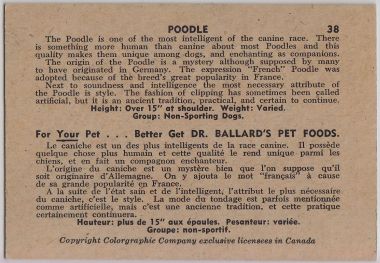 POODLE 38
The Poodle is one of the most intelligent of the canine race. There
is something more human than canine about most Poodles and this
quality makes them unique among dogs, and enchanting as companions.
The origin of the Poodle is a mystery although supposed by many
to have originated in Germany. The expression "French" Poodle was
adopted because of the breed's great popularity in France.
Next to soundness and intelligence the most necessary attribute of
the Poodle is style. The fashion of clipping has sometimes been called
artificial, but it is an ancient tradition, practical, and certain to continue.
Height: Over 15" at shoulder. Weight: Varied.
Group: Non-Sporting Dogs.
For Your Pet . . . Better Get DR. BALLARD'S PET FOODS.
Le caniche est un des plus intelligents de la race canine. Il possède
quelque chose plus humain et cette qualité le rend unique parmi les
chiens, et en fait un compagnon enchanteur.
L'origine du caniche est un mystère bien que l'on suppose qu'il
soit originaire d'Allemagne. On y ajouta le mot "français" à cause
de sa grande popularité en France.
A la suite de l'état sain et de l'intelligent, l'attribut le plus nécessaire
du caniche, c'est le style. La mode du tondage est parfois mentionnée
comme artificielle, mais c'est une ancienne tradition, et cette pratique
certainement continuera.
Hauteur: plus de 15" aux épaules. Pesanteur: variée.
Groupe: non-sportif.
Copyright Colorgraphic Company exclusive licensees in Canada